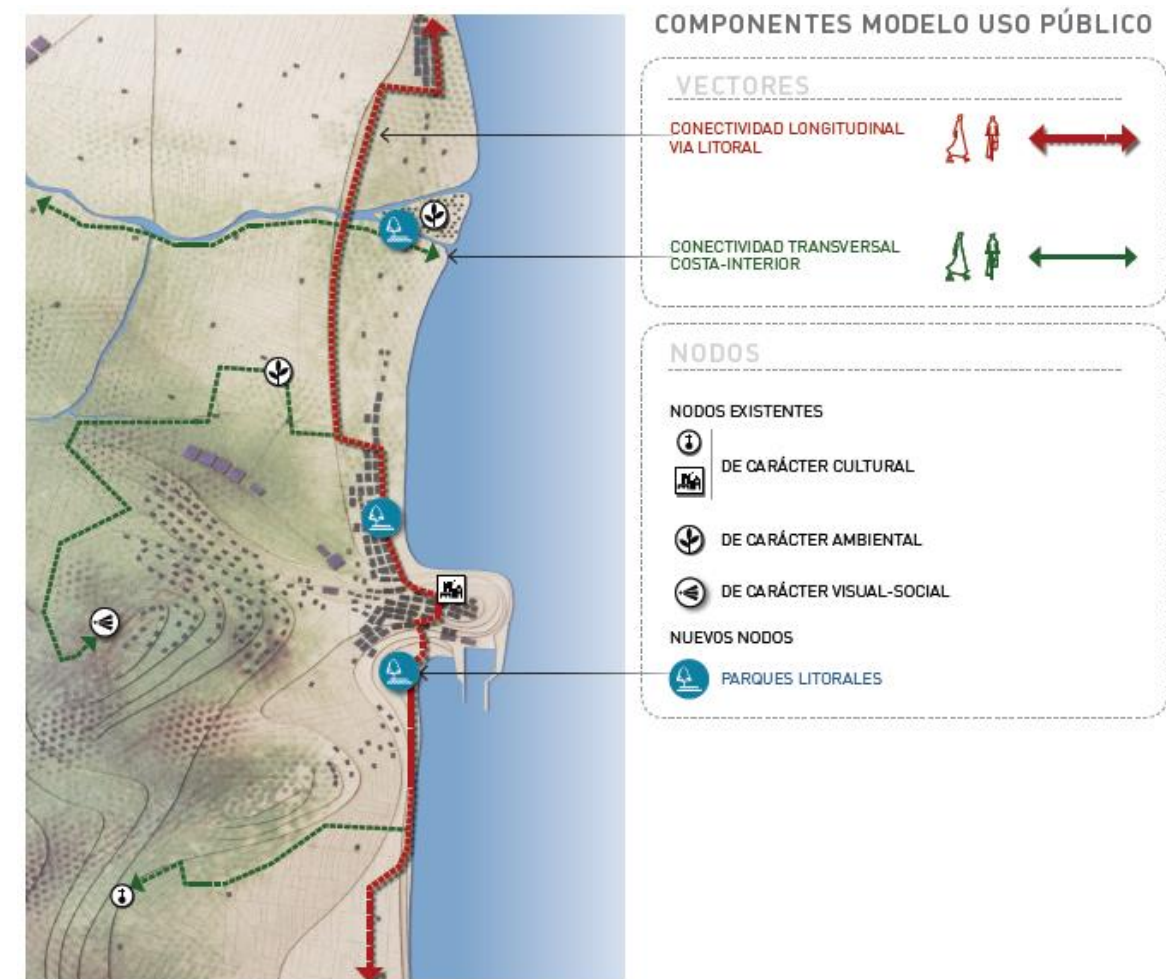 COMPONENTES MODELO USO PÚBLICO
VECTORES
CONECTIVIDAD LONGITUDINAL
VIA LITORAL
CONECTIVIDAD TRANSVERSAL
COSTA-INTERIOR
NODOS
NODOS EXISTENTES
DE CARÁCTER CULTURAL
DE CARÁCTER AMBIENTAL
DE CARÁCTER VISUAL-SOCIAL
NUEVOS NODOS
PARQUES LITORALES